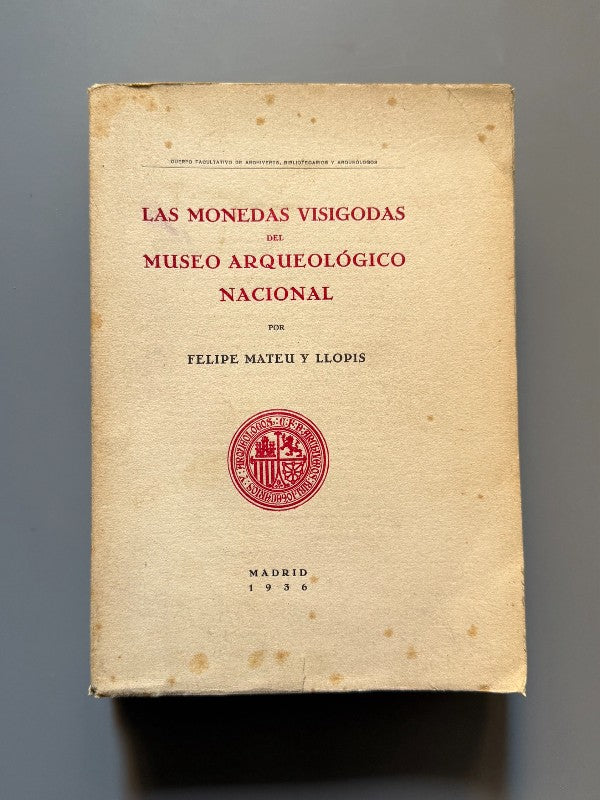 CUERPO FACULTATIVO DE ARCHIVEROS, BIBLIOTECARIOS Y ARQUEÓLOGOS
LAS MONEDAS VISIGODAS
DEL
MUSEO ARQUEOLÓGICO
NACIONAL
POR
FELIPE MATEU Y LLOPIS
MADRID
1936